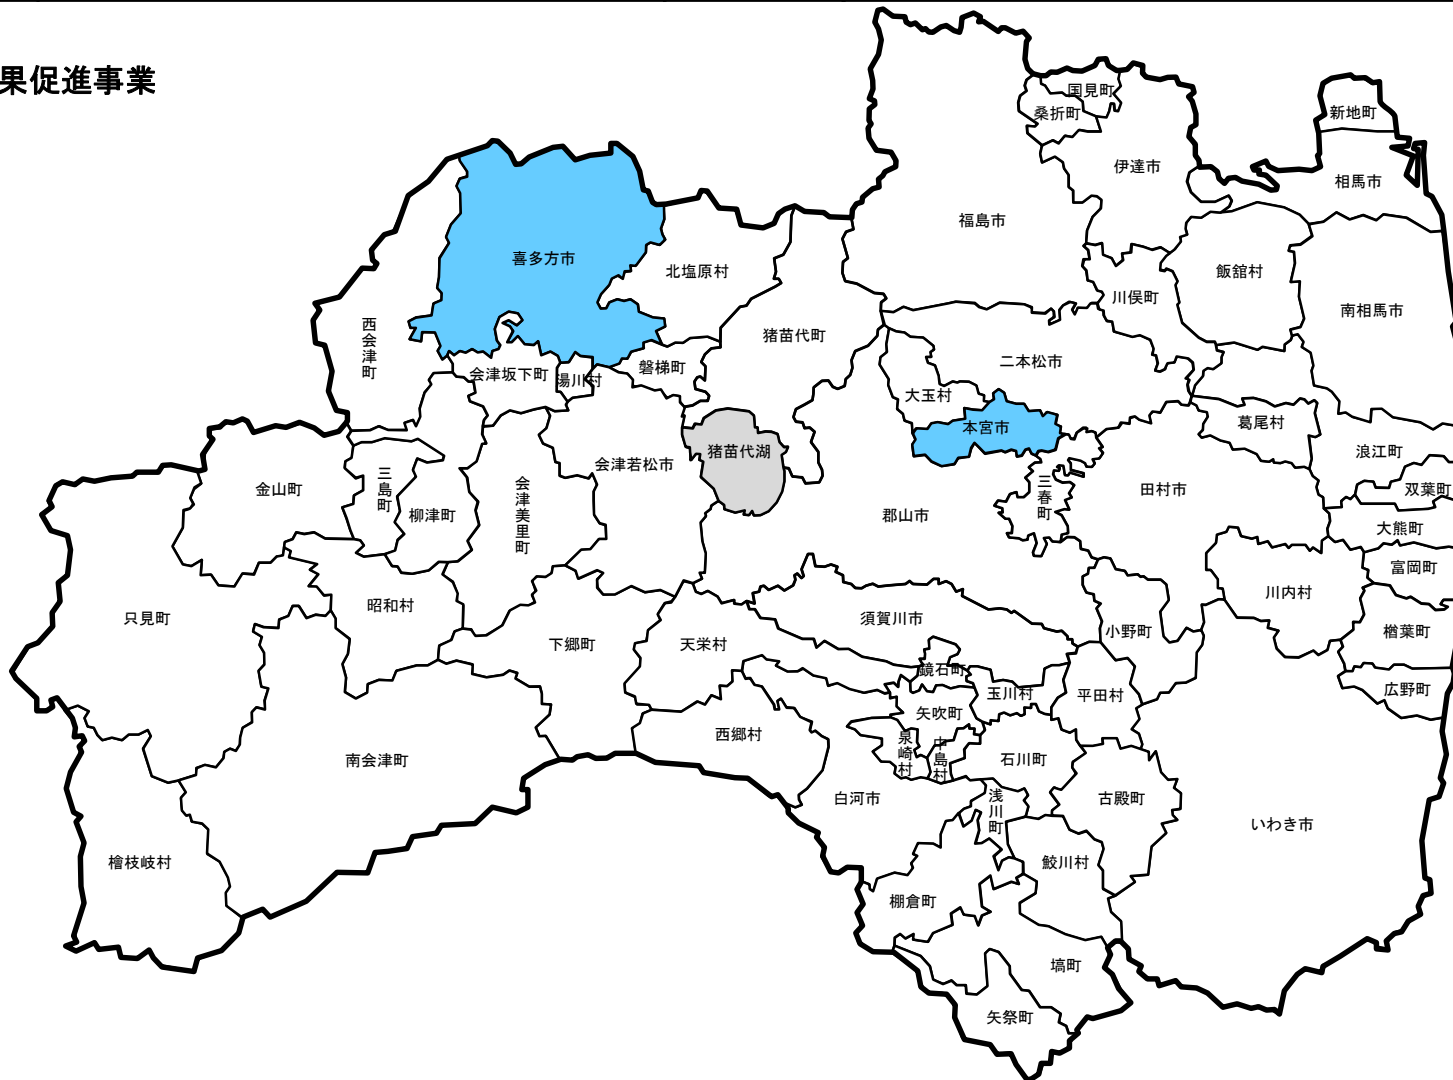 果促進事業
国見町
桑折町
新地町
伊達市
相馬市
福島市
喜多方市
北塩原村
飯舘村
川俣町
南相馬市
西会津町
猪苗代町
二本松市
磐梯町
会津坂下町
湯川村
大玉村
葛尾村
本宮市
浪江町
猪苗代湖
会津若松市
三島町
金山町
双葉町
田村市
三春町
柳津町
会津美里町
郡山市
大熊町
富岡町
川内村
昭和村
只見町
須賀川市
小野町
楢葉町
下郷町
天栄村
鏡石町
玉川村
平田村
広野町
矢吹町
西郷村
泉崎村
中島村
石川町
南会津町
白河市
浅川町
古殿町
いわき市
檜枝岐村
鮫川村
棚倉町
塙町
矢祭町